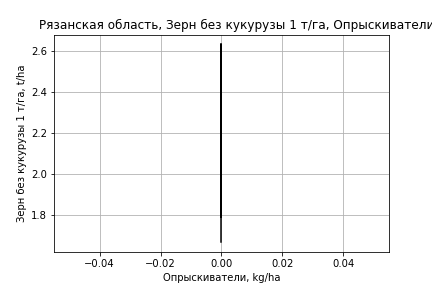 Рязанская область, Зерн без кукурузы 1 т/га, Опрыскивател
Зерн без кукурузы 1 т/га, t/ha
2.6
2.4
2.2
2.0
1.8
−0.04 −0.02 0.00 0.02 0.04
Опрыскиватели, kg/ha